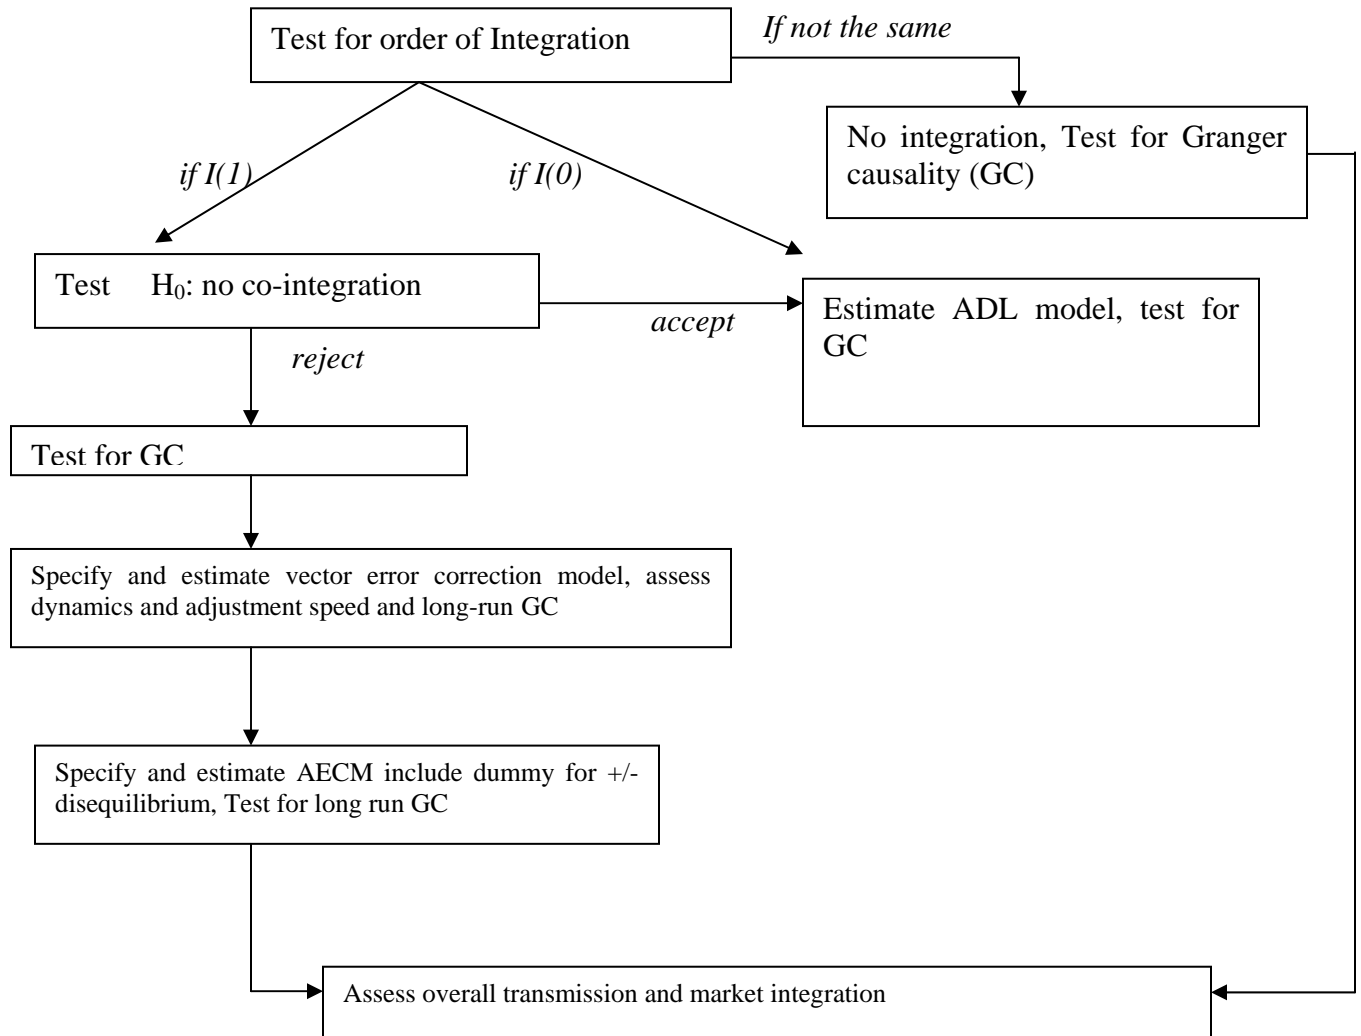 Test for order of Integration
If not the same
No integration, Test for Granger
causality (GC)
if I(1)
if I(0)
Test H₀: no co-integration
accept
Estimate ADL model, test for
GC
reject
Test for GC
Specify and estimate vector error correction model, assess
dynamics and adjustment speed and long-run GC
Specify and estimate AECM include dummy for +/-
disequilibrium, Test for long run GC
Assess overall transmission and market integration